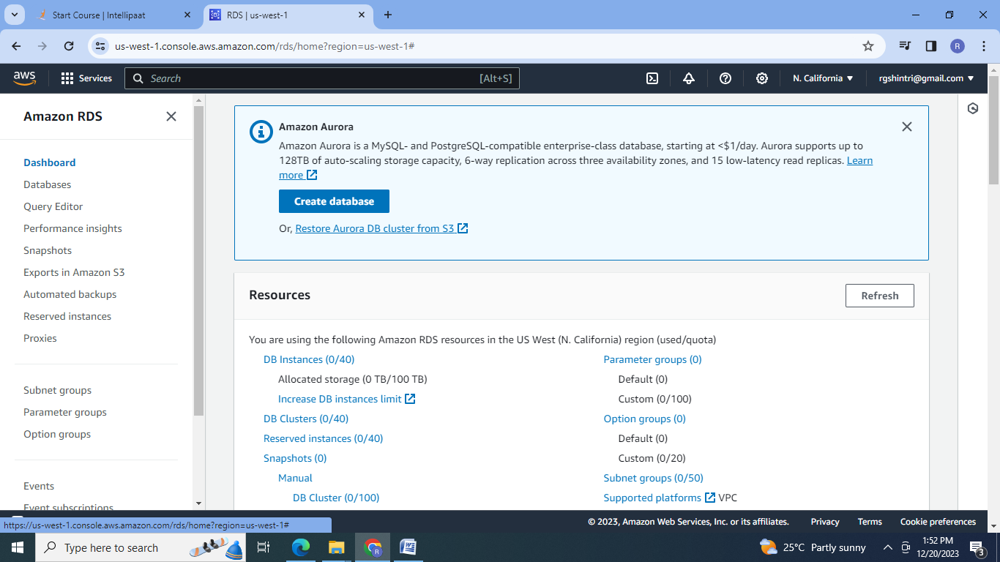 Start Course | Intellipaat
RDS | us-west-1
us-west-1.console.aws.amazon.com/rds/home?region=us-west-1#
R
aws
Services
Search
[Alt+S]
N. California
rgshintri@gmail.com
Amazon RDS
Dashboard
Databases
Query Editor
Performance insights
Snapshots
Exports in Amazon S3
Automated backups
Reserved instances
Proxies
Subnet groups
Parameter groups
Option groups
Events
Event subscriptions
Amazon Aurora
Amazon Aurora is a MySQL- and PostgreSQL-compatible enterprise-class database, starting at <$1/day. Aurora supports up to
128TB of auto-scaling storage capacity, 6-way replication across three availability zones, and 15 low-latency read replicas. Learn
more
Create database
Or, Restore Aurora DB cluster from S3
Resources
Refresh
You are using the following Amazon RDS resources in the US West (N. California) region (used/quota)
DB Instances (0/40)
Allocated storage (0 TB/100 TB)
Increase DB instances limit
DB Clusters (0/40)
Reserved instances (0/40)
Snapshots (0)
Manual
DB Cluster (0/100)
Parameter groups (0)
Default (0)
Custom (0/100)
Option groups (0)
Default (0)
Custom (0/20)
Subnet groups (0/50)
Supported platforms VPC
https://us-west-1.console.aws.amazon.com/rds/home?region=us-west-1#
© 2023, Amazon Web Services, Inc. or its affiliates.
Privacy
Terms
Cookie preferences
Type here to search
R
W
25°C Partly sunny
1:52 PM
12/20/2023
3